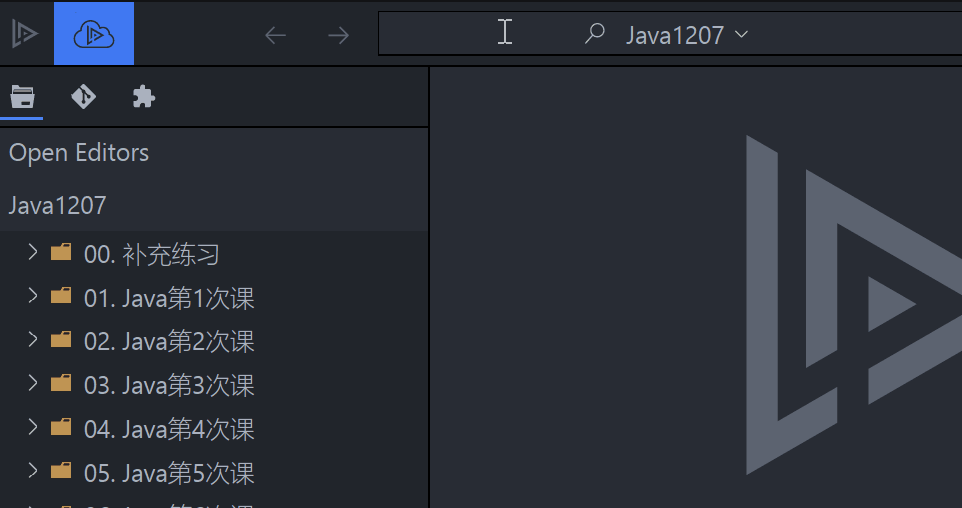 Java1207
Open Editors
Java1207
00. 补充练习
01. Java第1次课
02. Java第2次课
03. Java第3次课
04. Java第4次课
05. Java第5次课